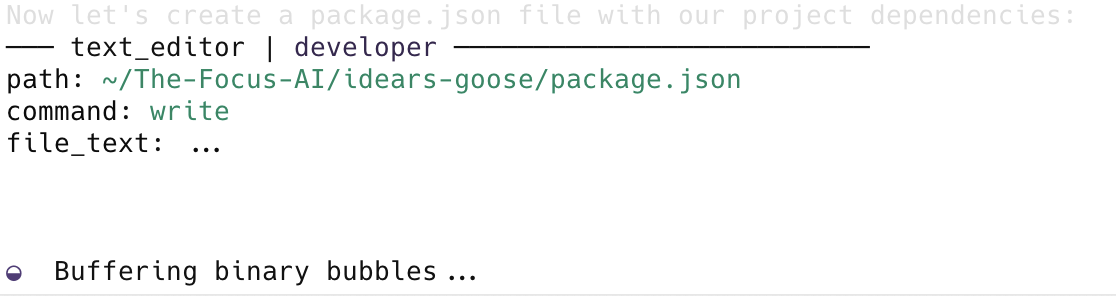 Now let's create a package.json file with our project dependencies:
─── text_editor | developer ──────────────────────────
path: ~/The-Focus-AI/idears-goose/package.json
command: write
file_text: ...
◒  Buffering binary bubbles...